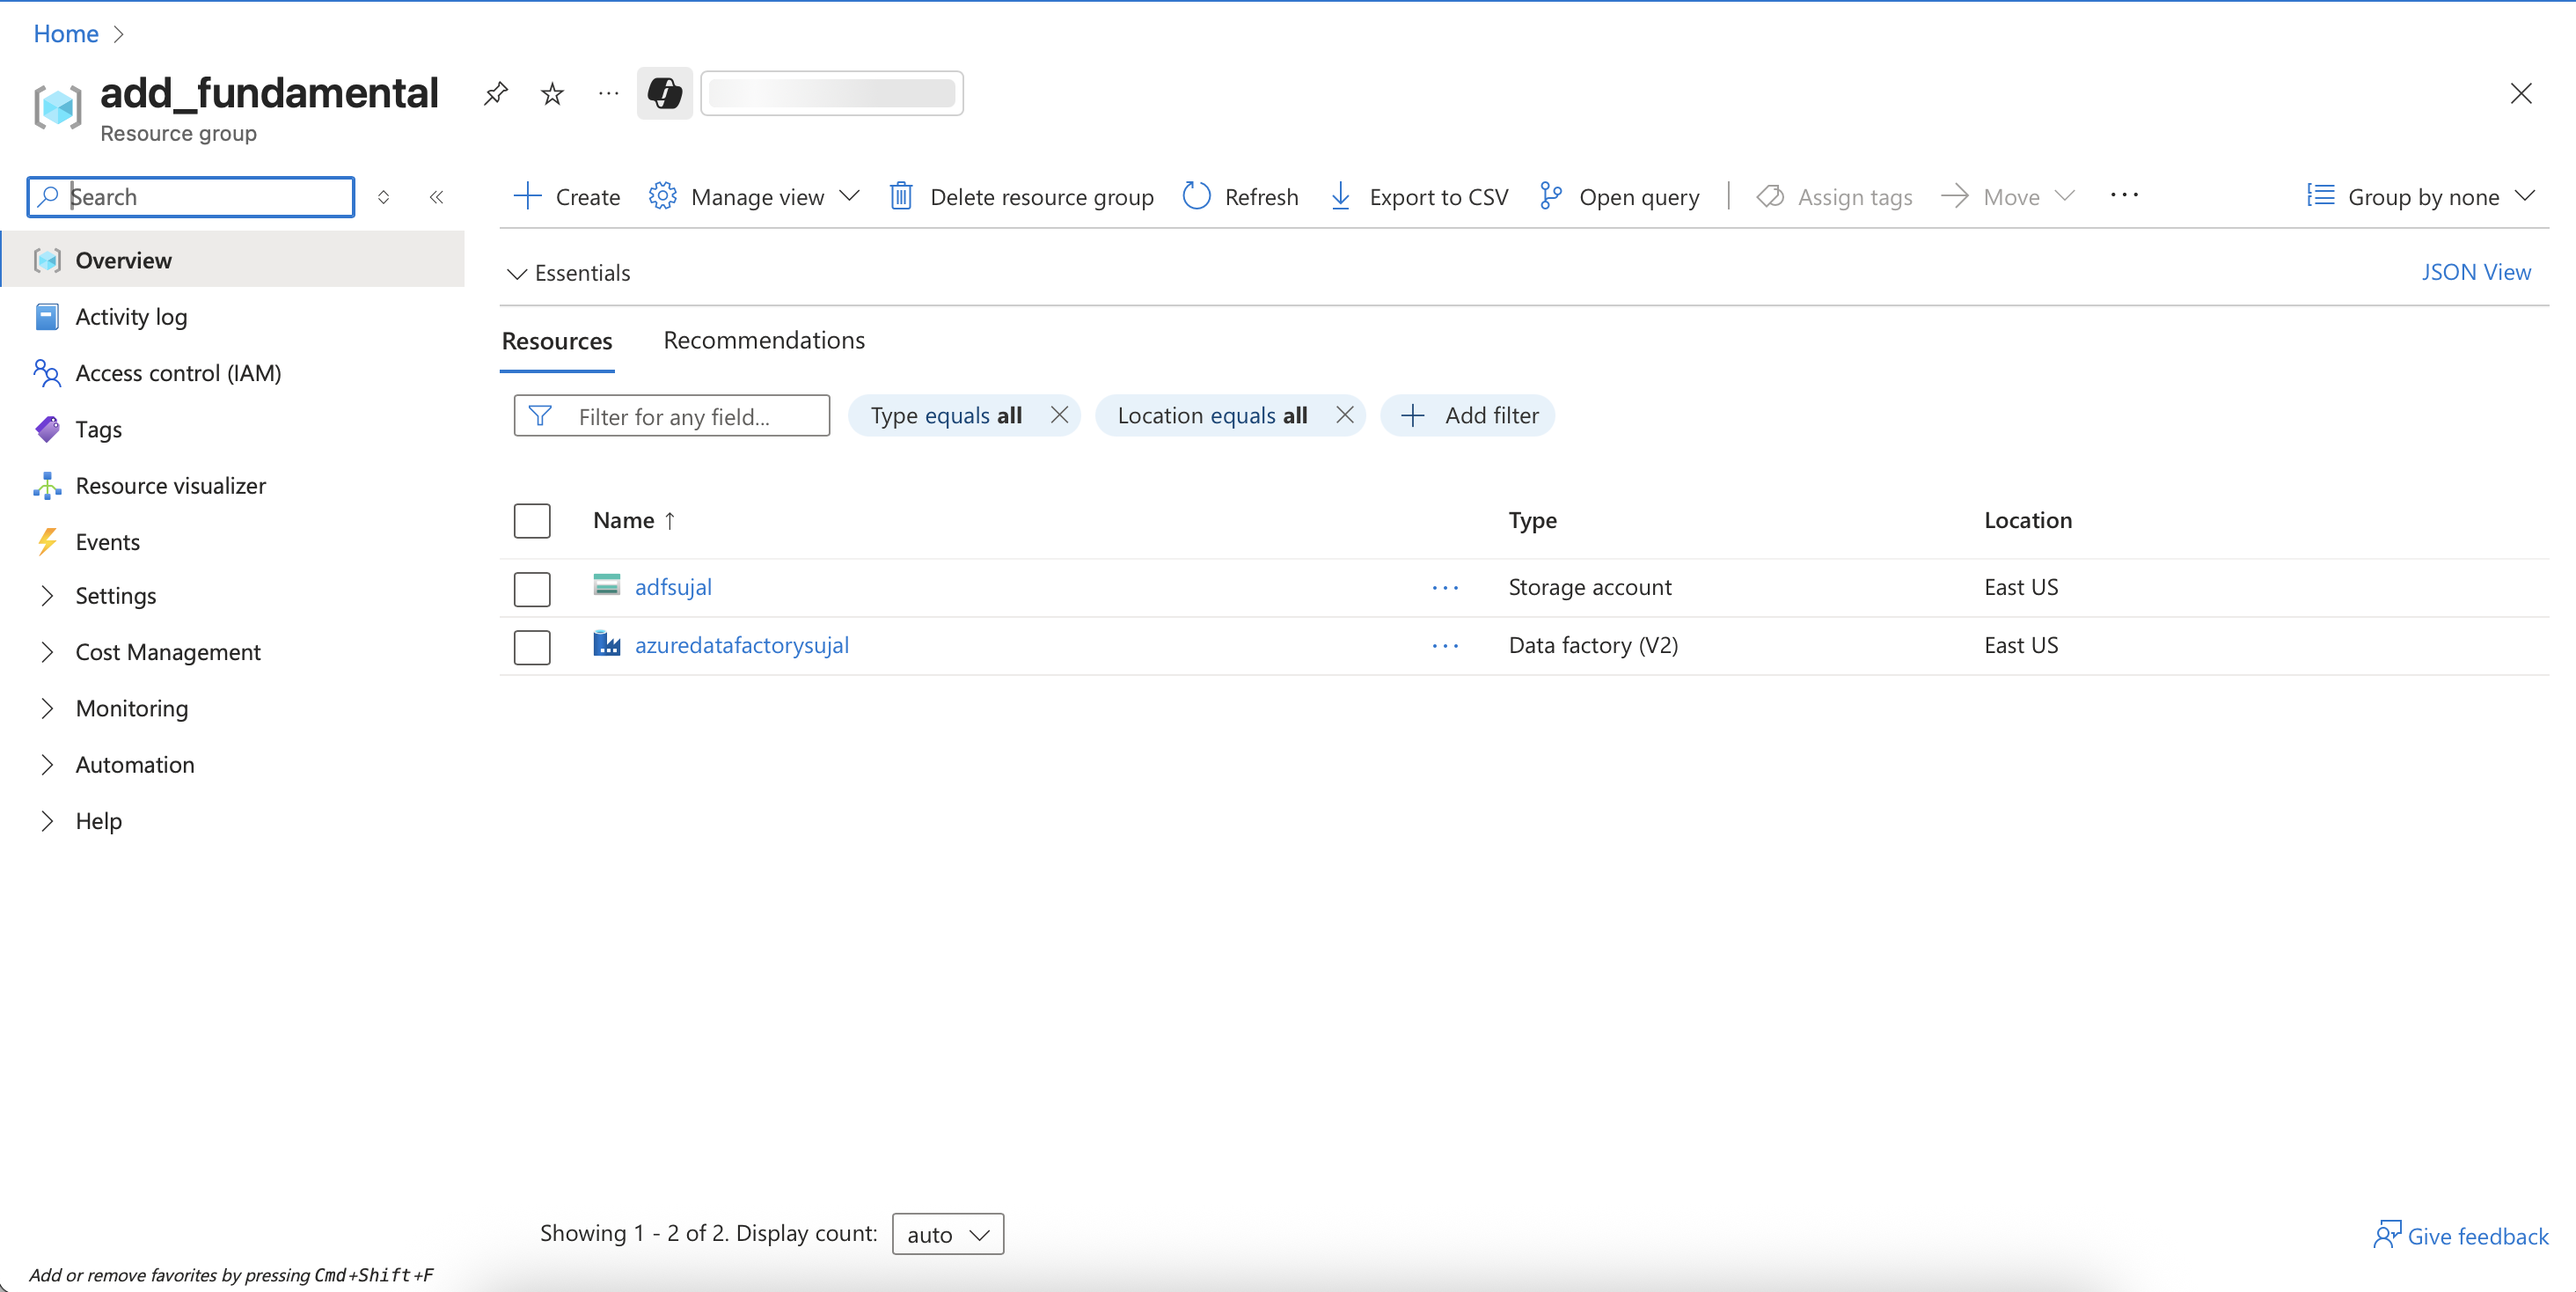 Home
add_fundamental
Resource group
Search
Create
Manage view
Delete resource group
Refresh
Export to CSV
Open query
Assign tags
Move
Group by none
Overview
Activity log
Access control (IAM)
Tags
Resource visualizer
Events
Settings
Cost Management
Monitoring
Automation
Help
Essentials
JSON View
Resources
Recommendations
Filter for any field...
Type equals all
Location equals all
Add filter
Name ↑ Type Location
adfsujal ... Storage account East US
azuredatafactorysujal ... Data factory (V2) East US
Showing 1 - 2 of 2. Display count: auto
Give feedback
Add or remove favorites by pressing Cmd+Shift+F